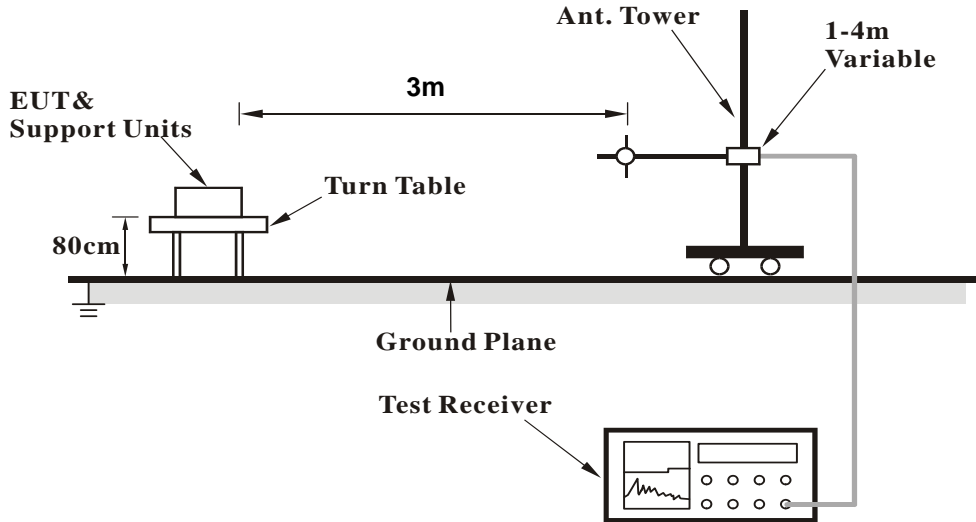 Ant. Tower
1-4m
Variable
3m
EUT&
Support Units
Turn Table
80cm
Ground Plane
Test Receiver